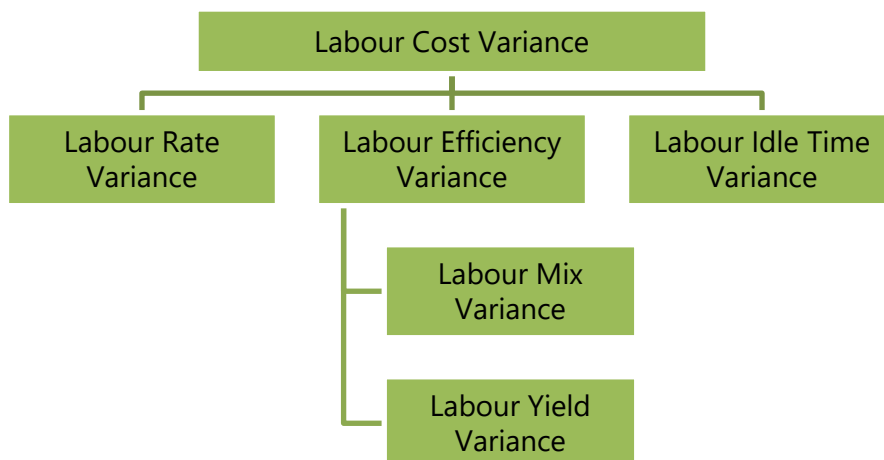 Labour Cost Variance
Labour Rate
Variance
Labour Efficiency
Variance
Labour Idle Time
Variance
Labour Mix
Variance
Labour Yield
Variance